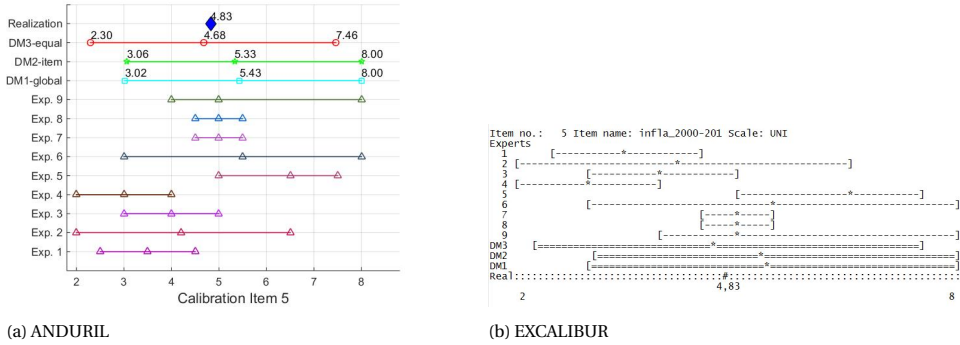 4.83
Realization
2.30 4.68 7.46
DM3-equal
3.06 5.33 8.00
DM2-item
3.02 5.43 8.00
DM1-global
Exp. 9
Exp. 8
Exp. 7
Exp. 6
Exp. 5
Exp. 4
Exp. 3
Exp. 2
Exp. 1
2 3 4 5 6 7 8
Calibration Item 5
(a) ANDURIL
Item no.: 5 Item name: infla_2000-201 Scale: UNI
Experts
1 [---------*----------]
2 [----------------------*-----------------------]
3 [---------*----------]
4 [---------*---------]
5 [---------------*---------]
6 [-------------------------*-------------------------]
7 [----*----]
8 [----*----]
9 [----------*------------------------------]
DM3 [========================*============================]
DM2 [=======================*===========================]
DM1 [========================*==========================]
Real::::::::::::::::::::::::::::::#::::::::::::::::::::::::::::::::
4,83
2 8
(b) EXCALIBUR